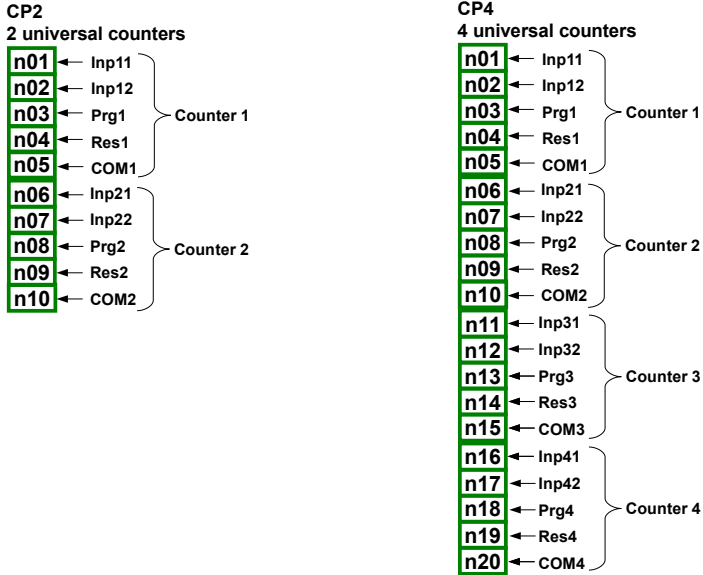 CP2
2 universal counters
n01 Inp11
n02 Inp12
n03 Prg1
n04 Res1
n05 COM1
Counter 1
n06 Inp21
n07 Inp22
n08 Prg2
n09 Res2
n10 COM2
Counter 2
CP4
4 universal counters
n01 Inp11
n02 Inp12
n03 Prg1
n04 Res1
n05 COM1
Counter 1
n06 Inp21
n07 Inp22
n08 Prg2
n09 Res2
n10 COM2
Counter 2
n11 Inp31
n12 Inp32
n13 Prg3
n14 Res3
n15 COM3
Counter 3
n16 Inp41
n17 Inp42
n18 Prg4
n19 Res4
n20 COM4
Counter 4